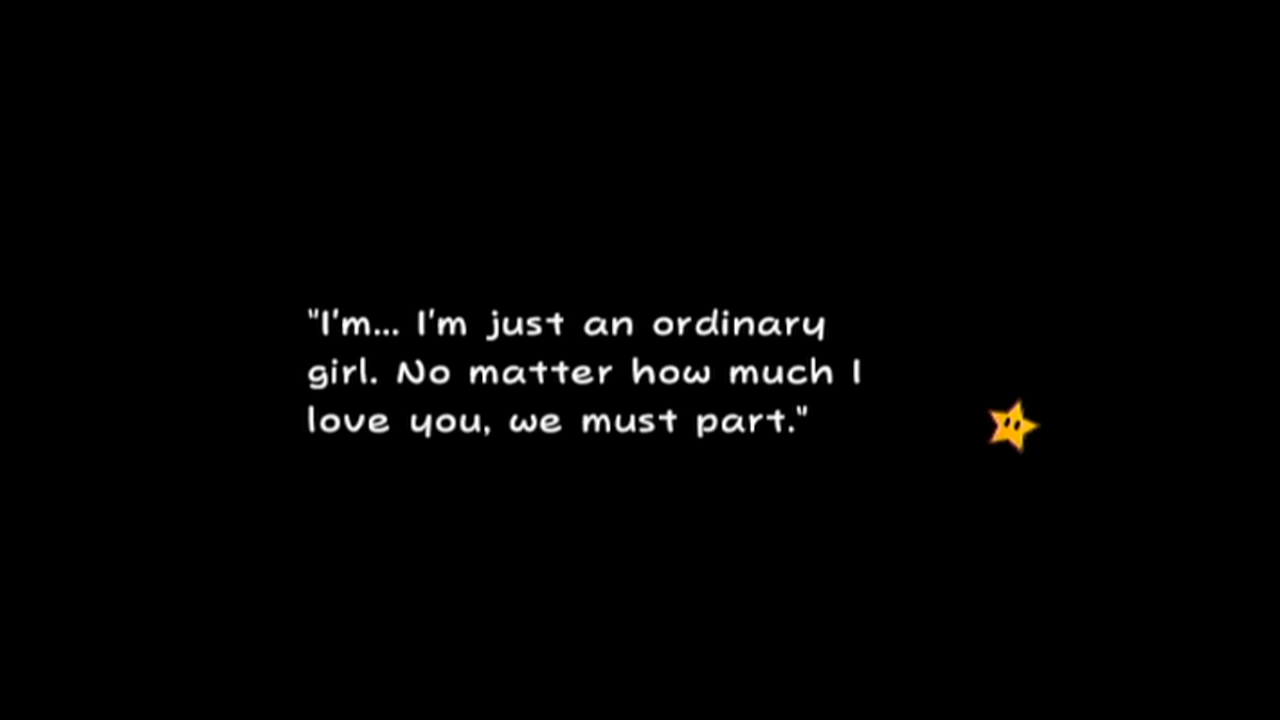 "I'm... I'm just an ordinary
girl. No matter how much I
love you, we must part."